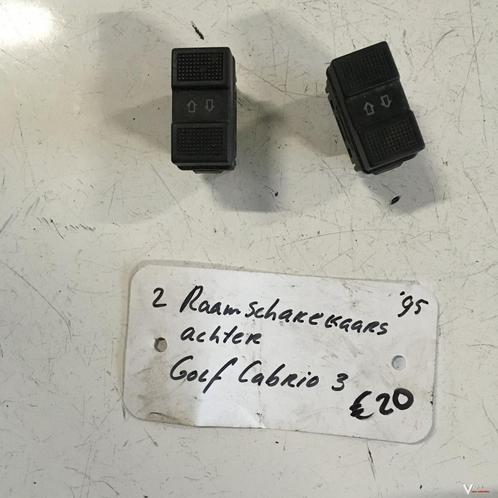 2 Raamschakelaars '95
achter
Golf Cabrio 3
€20